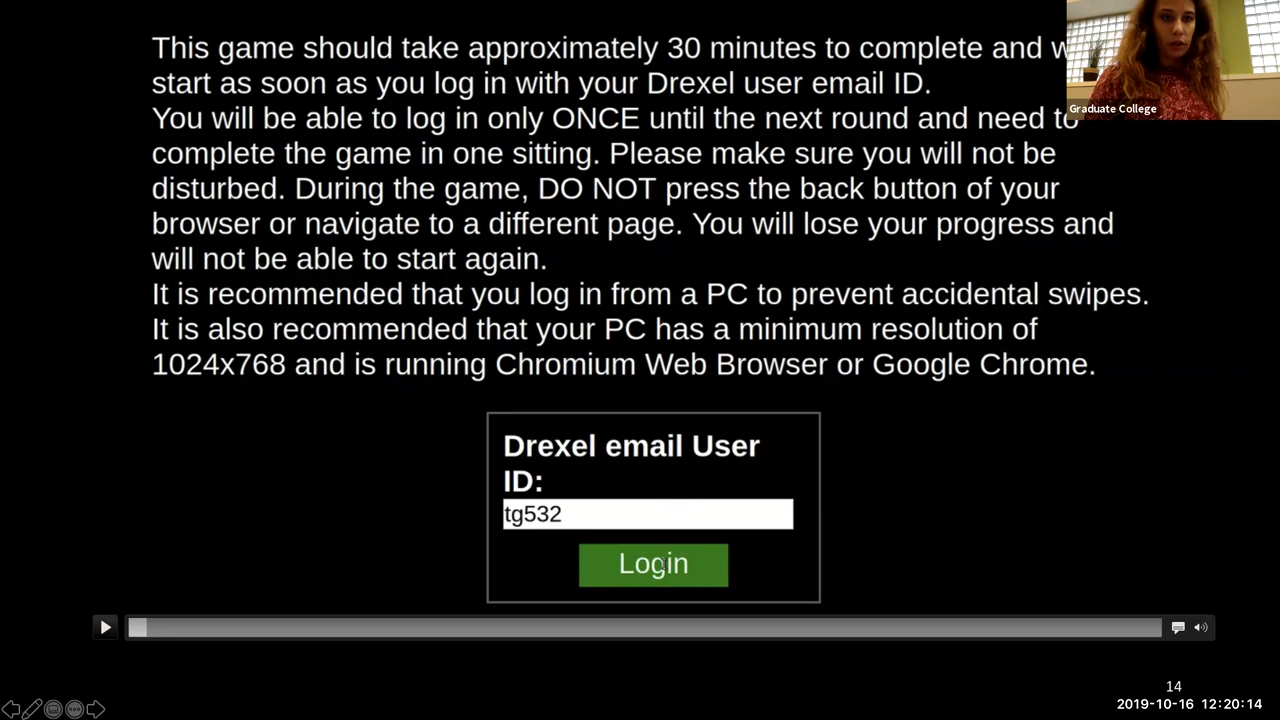 This game should take approximately 30 minutes to complete and
start as soon as you log in with your Drexel user email ID.
You will be able to log in only ONCE until the next round and need to
complete the game in one sitting. Please make sure you will not be
disturbed. During the game, DO NOT press the back button of your
browser or navigate to a different page. You will lose your progress and
will not be able to start again.
It is recommended that you log in from a PC to prevent accidental swipes.
It is also recommended that your PC has a minimum resolution of
1024x768 and is running Chromium Web Browser or Google Chrome.
Graduate College
Drexel email User
ID:
tg532
Login
14
2019-10-16 12:20:14